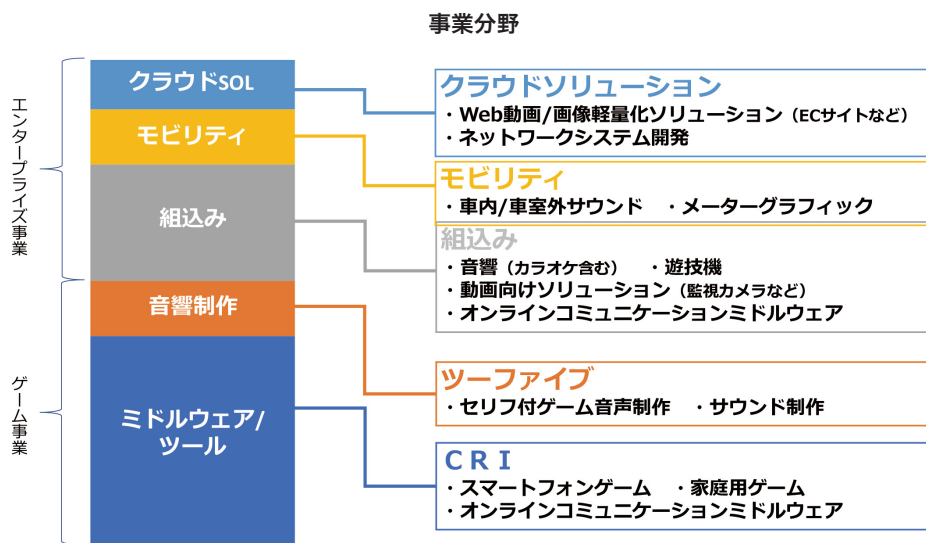 事業分野
エンタープライズ事業
クラウドSOL
モビリティ
組込み
ゲーム事業
音響制作
ミドルウェア/
ツール
クラウドソリューション
・Web動画/画像軽量化ソリューション（ECサイトなど）
・ネットワークシステム開発
モビリティ
・車内/車室外サウンド ・メーターグラフィック
組込み
・音響（カラオケ含む） ・遊技機
・動画向けソリューション（監視カメラなど）
・オンラインコミュニケーションミドルウェア
ツーファイブ
・セリフ付ゲーム音声制作 ・サウンド制作
ＣＲＩ
・スマートフォンゲーム ・家庭用ゲーム
・オンラインコミュニケーションミドルウェア